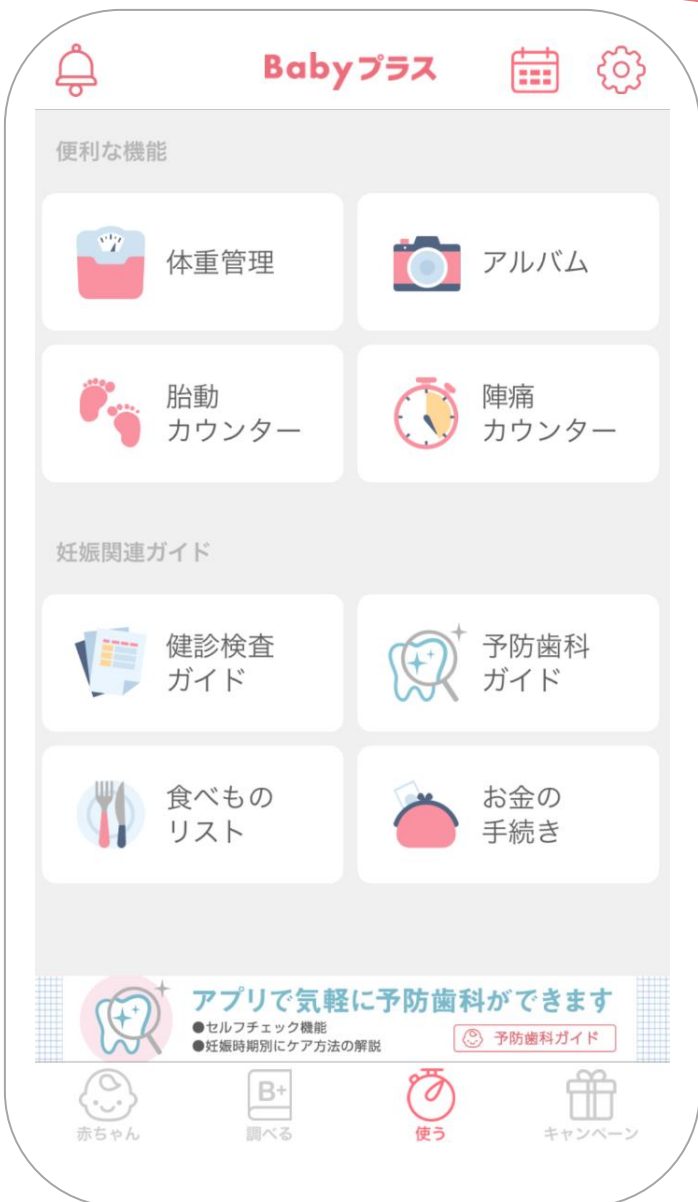 Babyプラス
便利な機能
体重管理
アルバム
胎動
カウンター
陣痛
カウンター
妊娠関連ガイド
健診検査
ガイド
予防歯科
ガイド
食べもの
リスト
お金の
手続き
アプリで気軽に予防歯科ができます
●セルフチェック機能
●妊娠時期別にケア方法の解説
予防歯科ガイド
B+
赤ちゃん
調べる
使う
キャンペーン